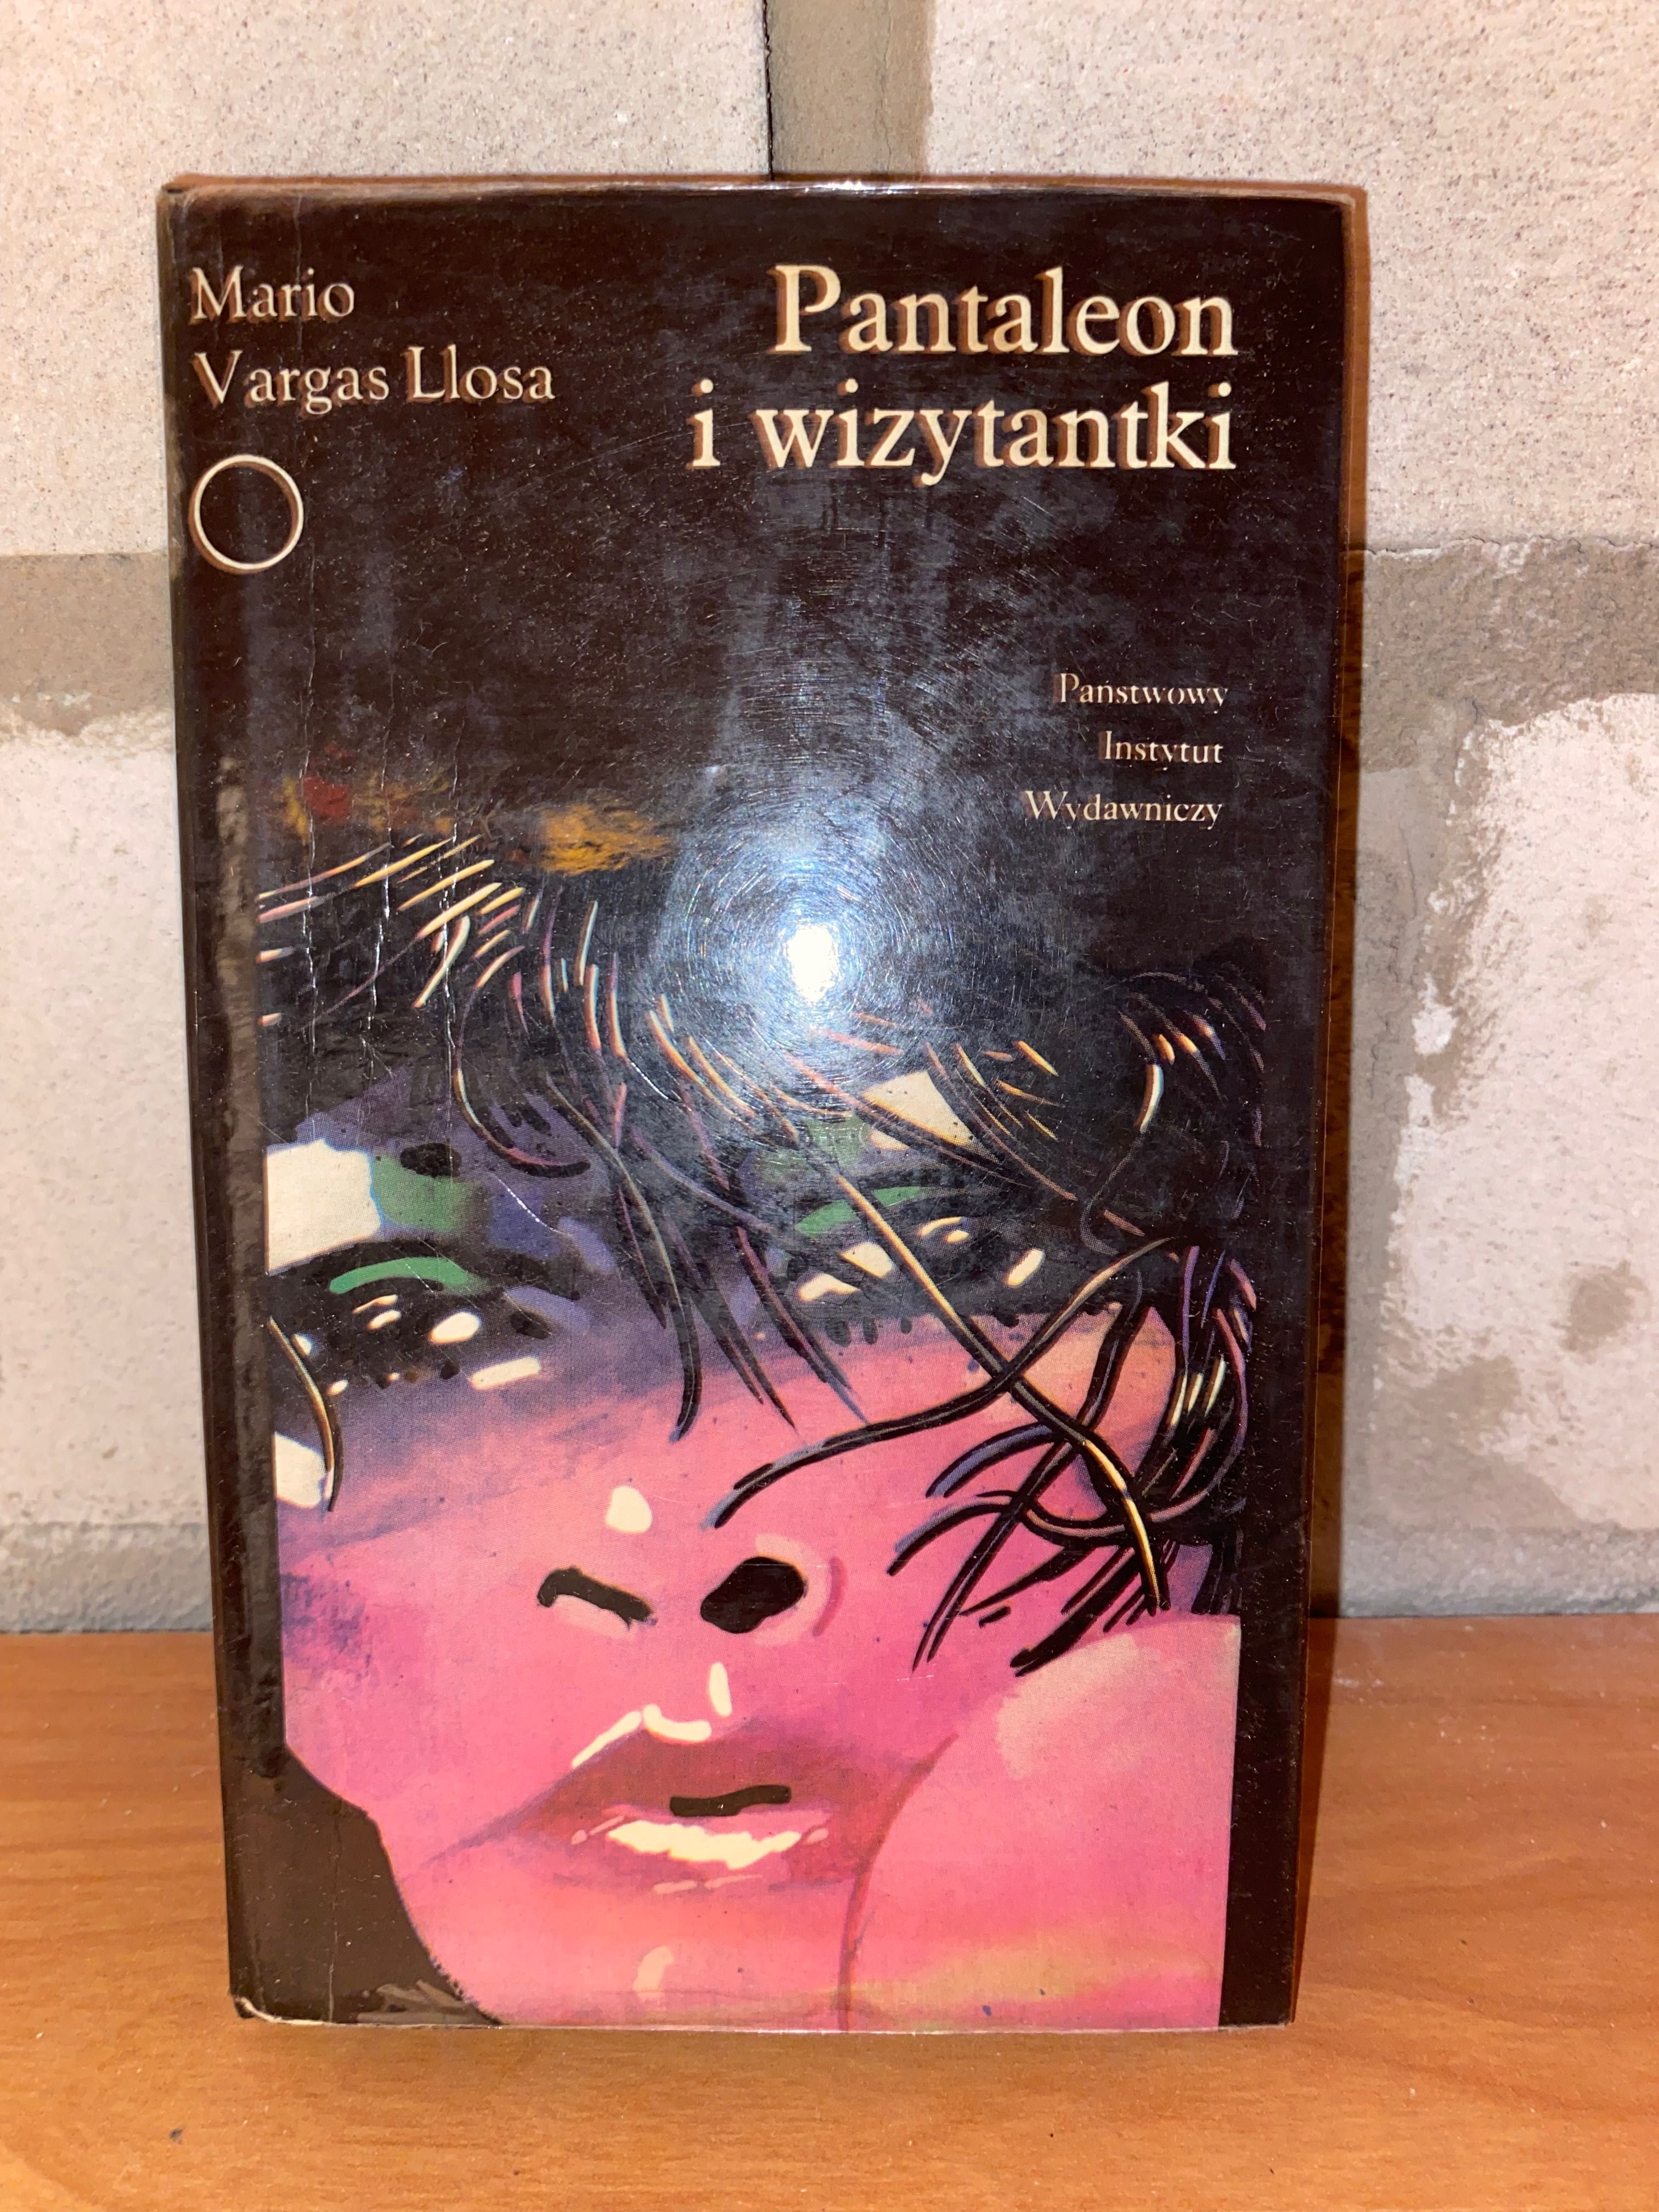 Mario
Vargas Llosa
Pantaleon
i wizytantki
Państwowy
Instytut
Wydawniczy